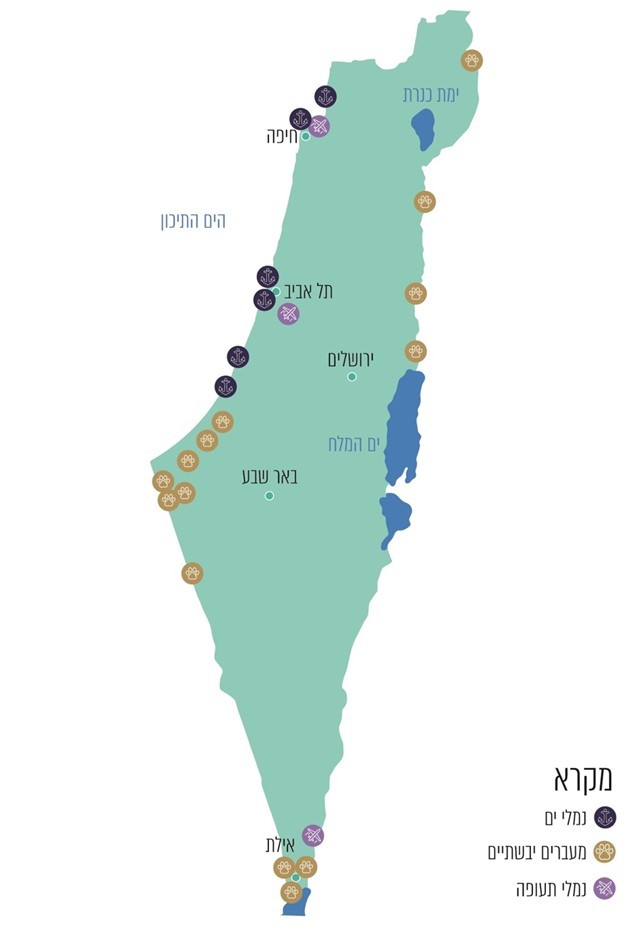 ימת כנרת
חיפה
הים התיכון
תל אביב
ירושלים
ים המלח
באר שבע
אילת
מקרא
נמלי ים
מעברים יבשתיים
נמלי תעופה